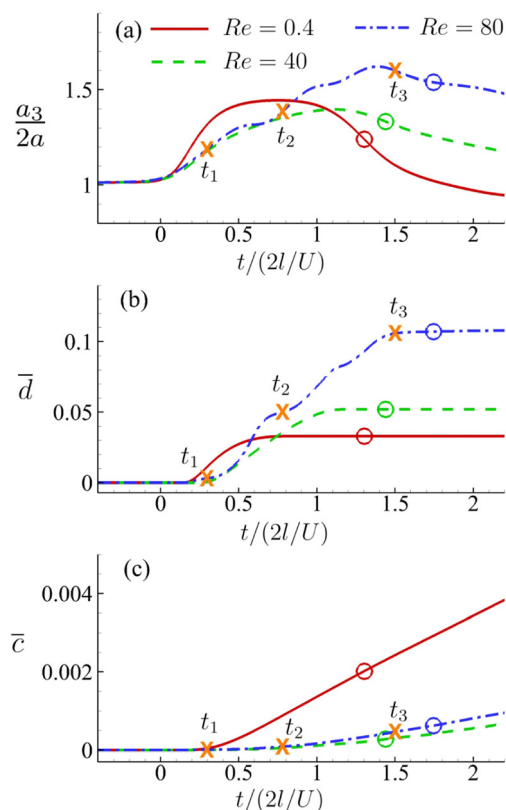 (a) Re = 0.4 Re = 80
Re = 40
a₃/2a
1.5
1
t₁
t₂
t₃
0 0.5 1 1.5 2
t/(2l/U)
(b)
d̅
0.1
0.05
0
t₁
t₂
t₃
0 0.5 1 1.5 2
t/(2l/U)
(c)
c̅
0.004
0.002
0
t₁
t₂
t₃
0 0.5 1 1.5 2
t/(2l/U)